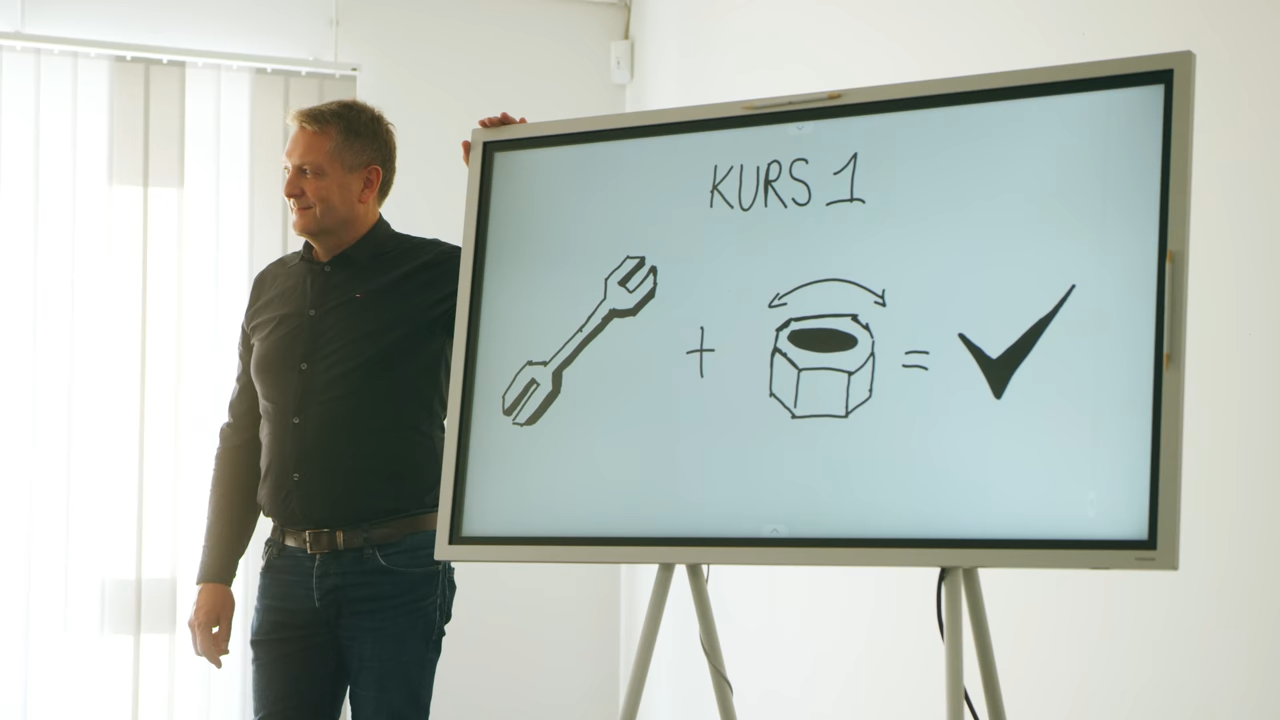 KURS 1
+
=